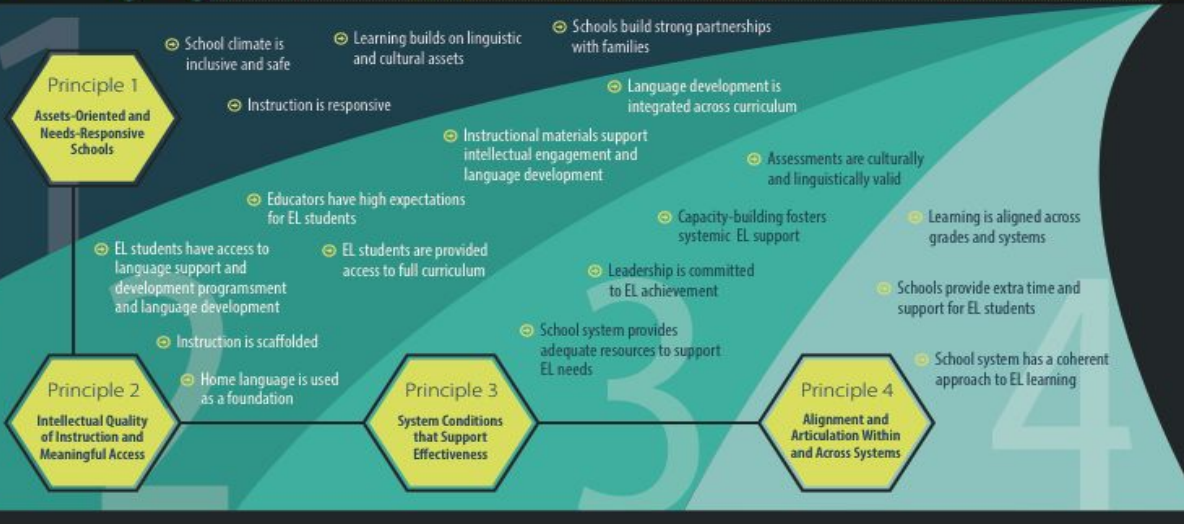 1
Principle 1
Assets-Oriented and
Needs-Responsive
Schools
School climate is
inclusive and safe
Learning builds on linguistic
and cultural assets
Schools build strong partnerships
with families
Instruction is responsive
2
Language development is
integrated across curriculum
Instructional materials support
intellectual engagement and
language development
Educators have high expectations
for EL students
EL students have access to
language support and
development programsment
and language development
EL students are provided
access to full curriculum
Instruction is scaffolded
Home language is used
as a foundation
Principle 2
Intellectual Quality
of Instruction and
Meaningful Access
3
Assessments are culturally
and linguistically valid
Capacity-building fosters
systemic EL support
Leadership is committed
to EL achievement
School system provides
adequate resources to support
EL needs
Principle 3
System Conditions
that Support
Effectiveness
4
Learning is aligned across
grades and systems
Schools provide extra time and
support for EL students
School system has a coherent
approach to EL learning
Principle 4
Alignment and
Articulation Within
and Across Systems